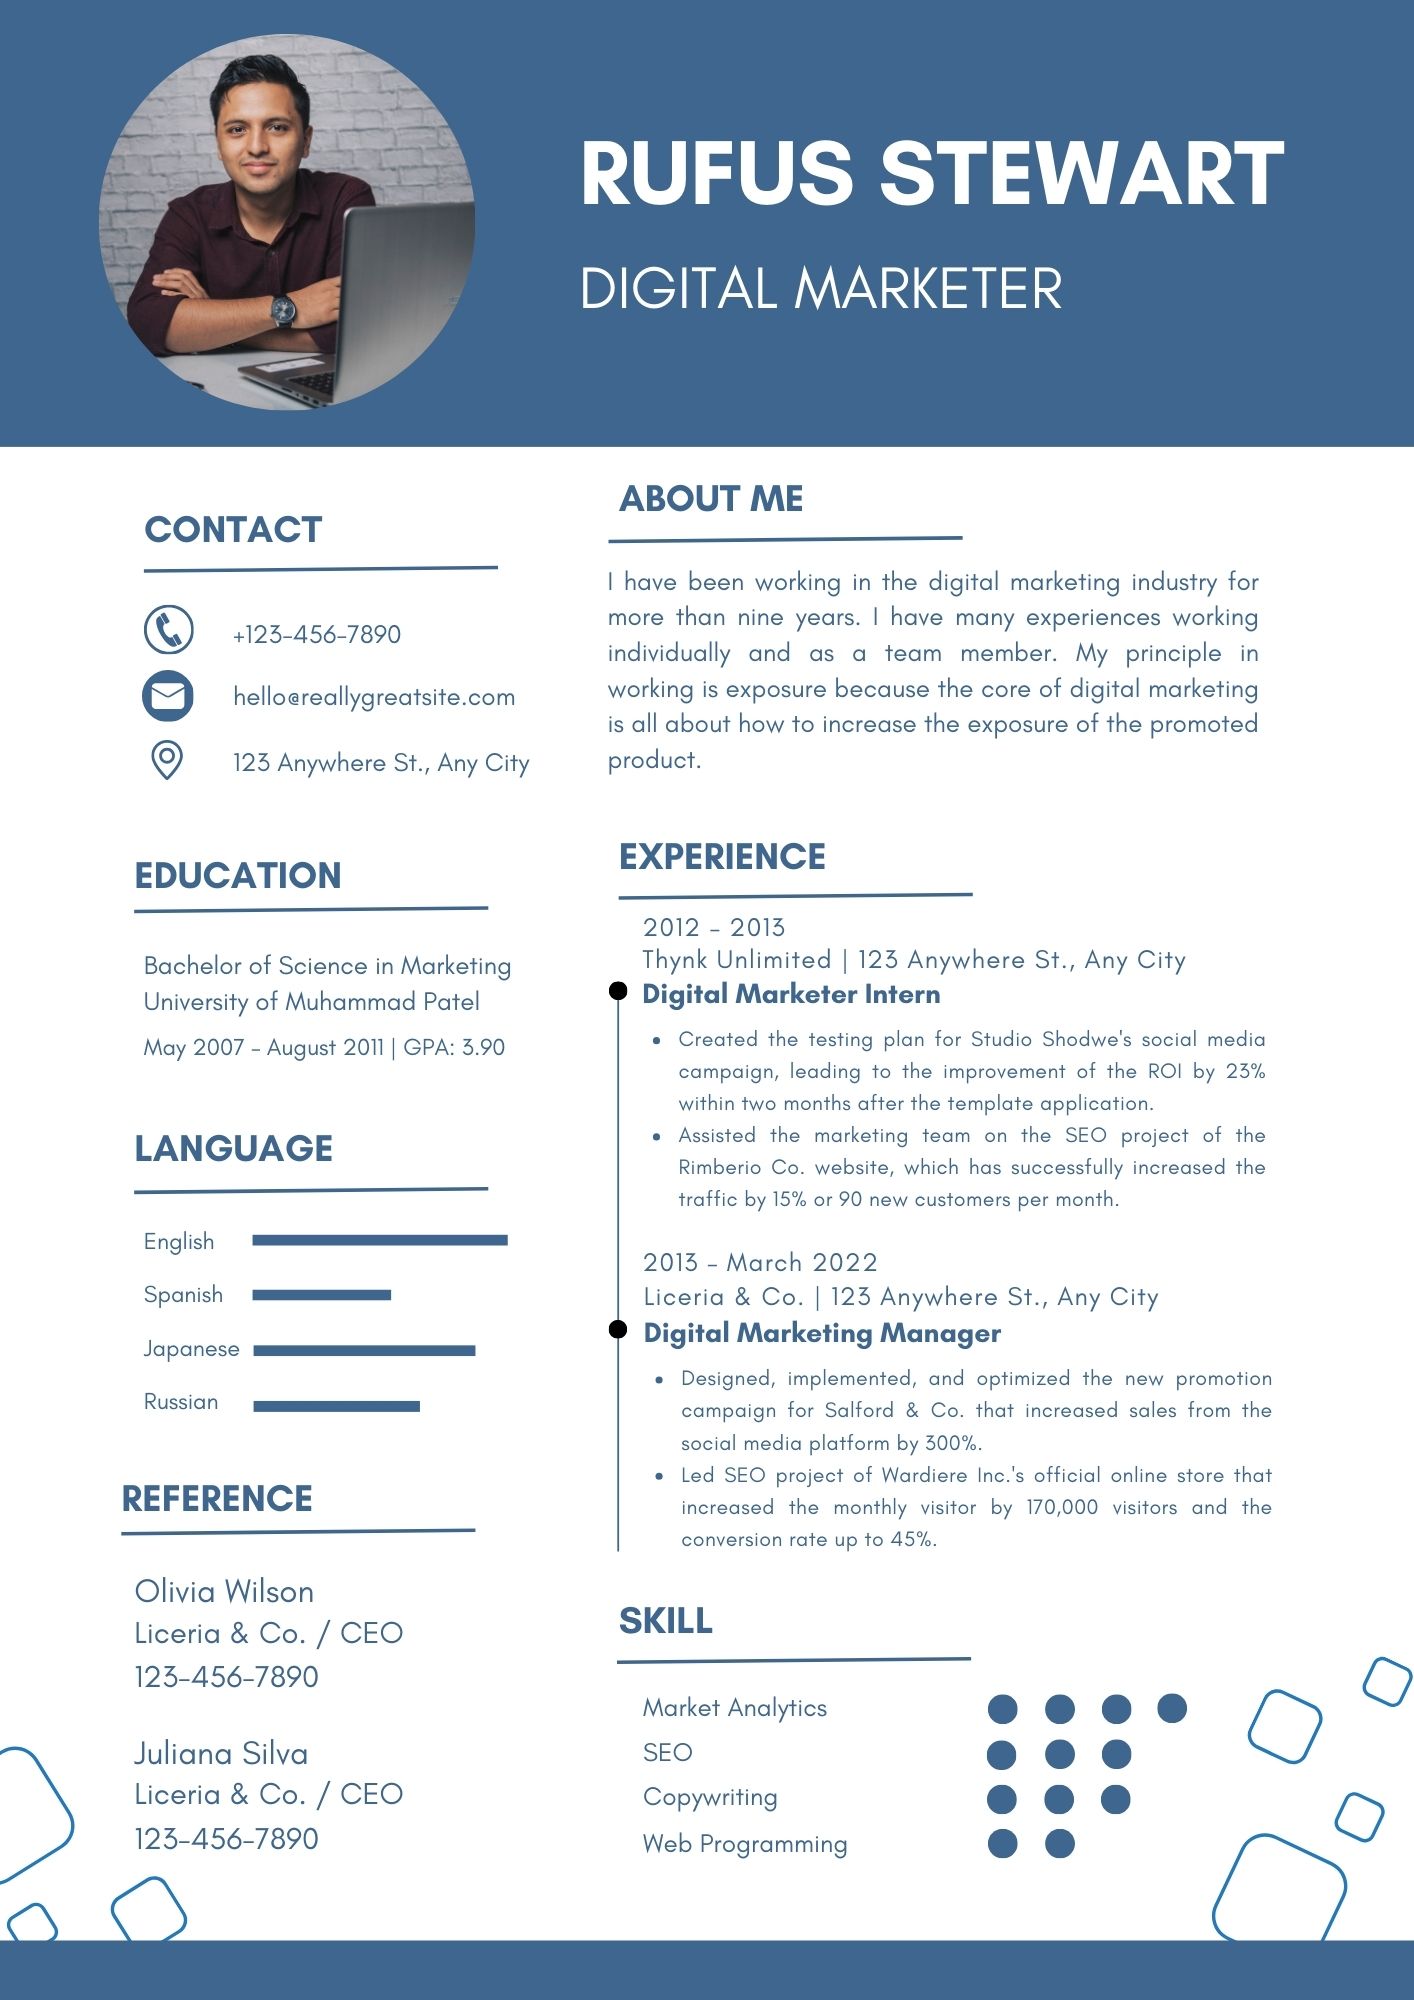 RUFUS STEWART
DIGITAL MARKETER
CONTACT
+123-456-7890
hello@reallygreatsite.com
123 Anywhere St., Any City
EDUCATION
Bachelor of Science in Marketing
University of Muhammad Patel
May 2007 - August 2011 | GPA: 3.90
LANGUAGE
English
Spanish
Japanese
Russian
REFERENCE
Olivia Wilson
Liceria & Co. / CEO
123-456-7890
Juliana Silva
Liceria & Co. / CEO
123-456-7890
ABOUT ME
I have been working in the digital marketing industry for
more than nine years. I have many experiences working
individually and as a team member. My principle in
working is exposure because the core of digital marketing
is all about how to increase the exposure of the promoted
product.
EXPERIENCE
2012 - 2013
Thynk Unlimited | 123 Anywhere St., Any City
Digital Marketer Intern
• Created the testing plan for Studio Shodwe's social media
campaign, leading to the improvement of the ROI by 23%
within two months after the template application.
• Assisted the marketing team on the SEO project of the
Rimberio Co. website, which has successfully increased the
traffic by 15% or 90 new customers per month.
2013 - March 2022
Liceria & Co. | 123 Anywhere St., Any City
Digital Marketing Manager
• Designed, implemented, and optimized the new promotion
campaign for Salford & Co. that increased sales from the
social media platform by 300%.
• Led SEO project of Wardiere Inc.'s official online store that
increased the monthly visitor by 170,000 visitors and the
conversion rate up to 45%.
SKILL
Market Analytics
SEO
Copywriting
Web Programming